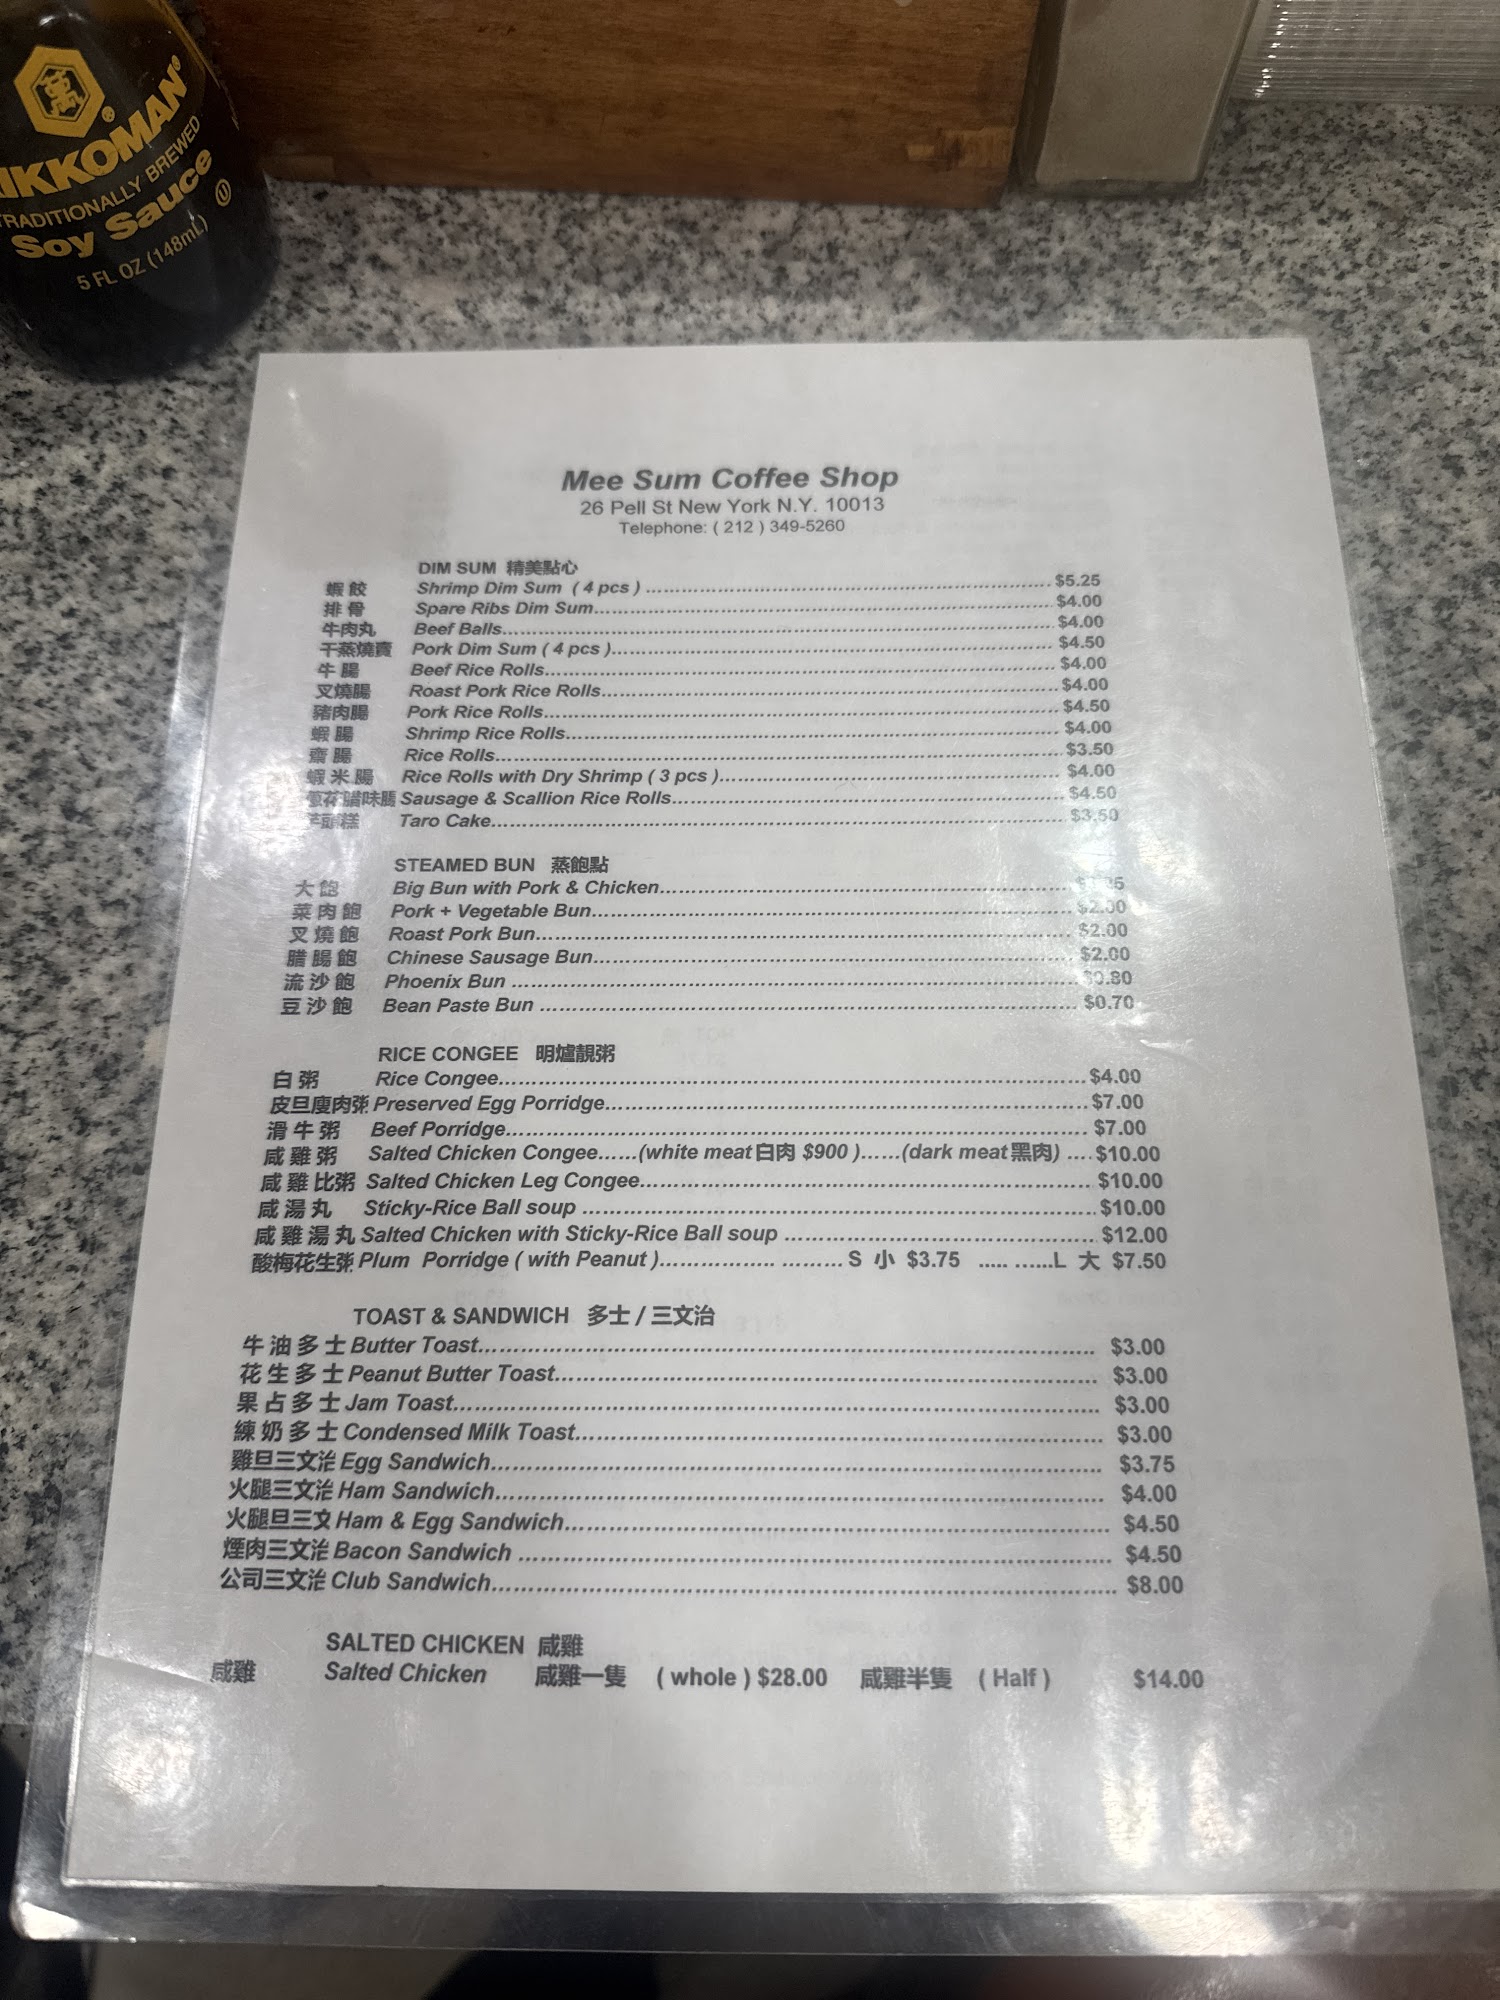 IKKOMAN®
TRADITIONALLY BREWED
Soy Sauce
5 FL OZ (148mL)
Mee Sum Coffee Shop
26 Pell St New York N.Y. 10013
Telephone: ( 212 ) 349-5260
DIM SUM 精美點心
蝦 餃 Shrimp Dim Sum ( 4 pcs ) $5.25
排 骨 Spare Ribs Dim Sum $4.00
牛肉丸 Beef Balls $4.00
干蒸燒賣 Pork Dim Sum ( 4 pcs ) $4.50
牛 腸 Beef Rice Rolls $4.00
叉燒腸 Roast Pork Rice Rolls $4.00
豬肉腸 Pork Rice Rolls $4.50
蝦 腸 Shrimp Rice Rolls $4.00
齋 腸 Rice Rolls $3.50
蝦 米 腸 Rice Rolls with Dry Shrimp ( 3 pcs ) $4.00
Sausage & Scallion Rice Rolls $4.50
芋頭糕 Taro Cake $3.50
STEAMED BUN 蒸飽點
大 飽 Big Bun with Pork & Chicken
菜 肉 飽 Pork + Vegetable Bun $2.00
叉 燒 飽 Roast Pork Bun $2.00
腊 腸 飽 Chinese Sausage Bun $2.00
流 沙 飽 Phoenix Bun $0.80
豆 沙 飽 Bean Paste Bun $0.70
RICE CONGEE 明爐靚粥
白 粥 Rice Congee $4.00
皮旦廋肉粥 Preserved Egg Porridge $7.00
滑 牛 粥 Beef Porridge $7.00
咸 雞 粥 Salted Chicken Congee......(white meat 白肉 $900 )......(dark meat 黑肉) .... $10.00
咸 雞 比粥 Salted Chicken Leg Congee $10.00
咸 湯 丸 Sticky-Rice Ball soup $10.00
咸 雞 湯 丸 Salted Chicken with Sticky-Rice Ball soup $12.00
酸梅花生粥 Plum Porridge ( with Peanut ) S 小 $3.75 ..... ......L 大 $7.50
TOAST & SANDWICH 多士 / 三文治
牛 油 多 士 Butter Toast $3.00
花 生 多 士 Peanut Butter Toast $3.00
果 占 多 士 Jam Toast $3.00
練 奶 多 士 Condensed Milk Toast $3.00
雞旦三文治 Egg Sandwich $3.75
火腿三文治 Ham Sandwich $4.00
火腿旦三文 Ham & Egg Sandwich $4.50
煙肉三文治 Bacon Sandwich $4.50
公司三文治 Club Sandwich $8.00
SALTED CHICKEN 咸雞
咸雞 Salted Chicken 咸雞一隻 ( whole ) $28.00 咸雞半隻 ( Half ) $14.00